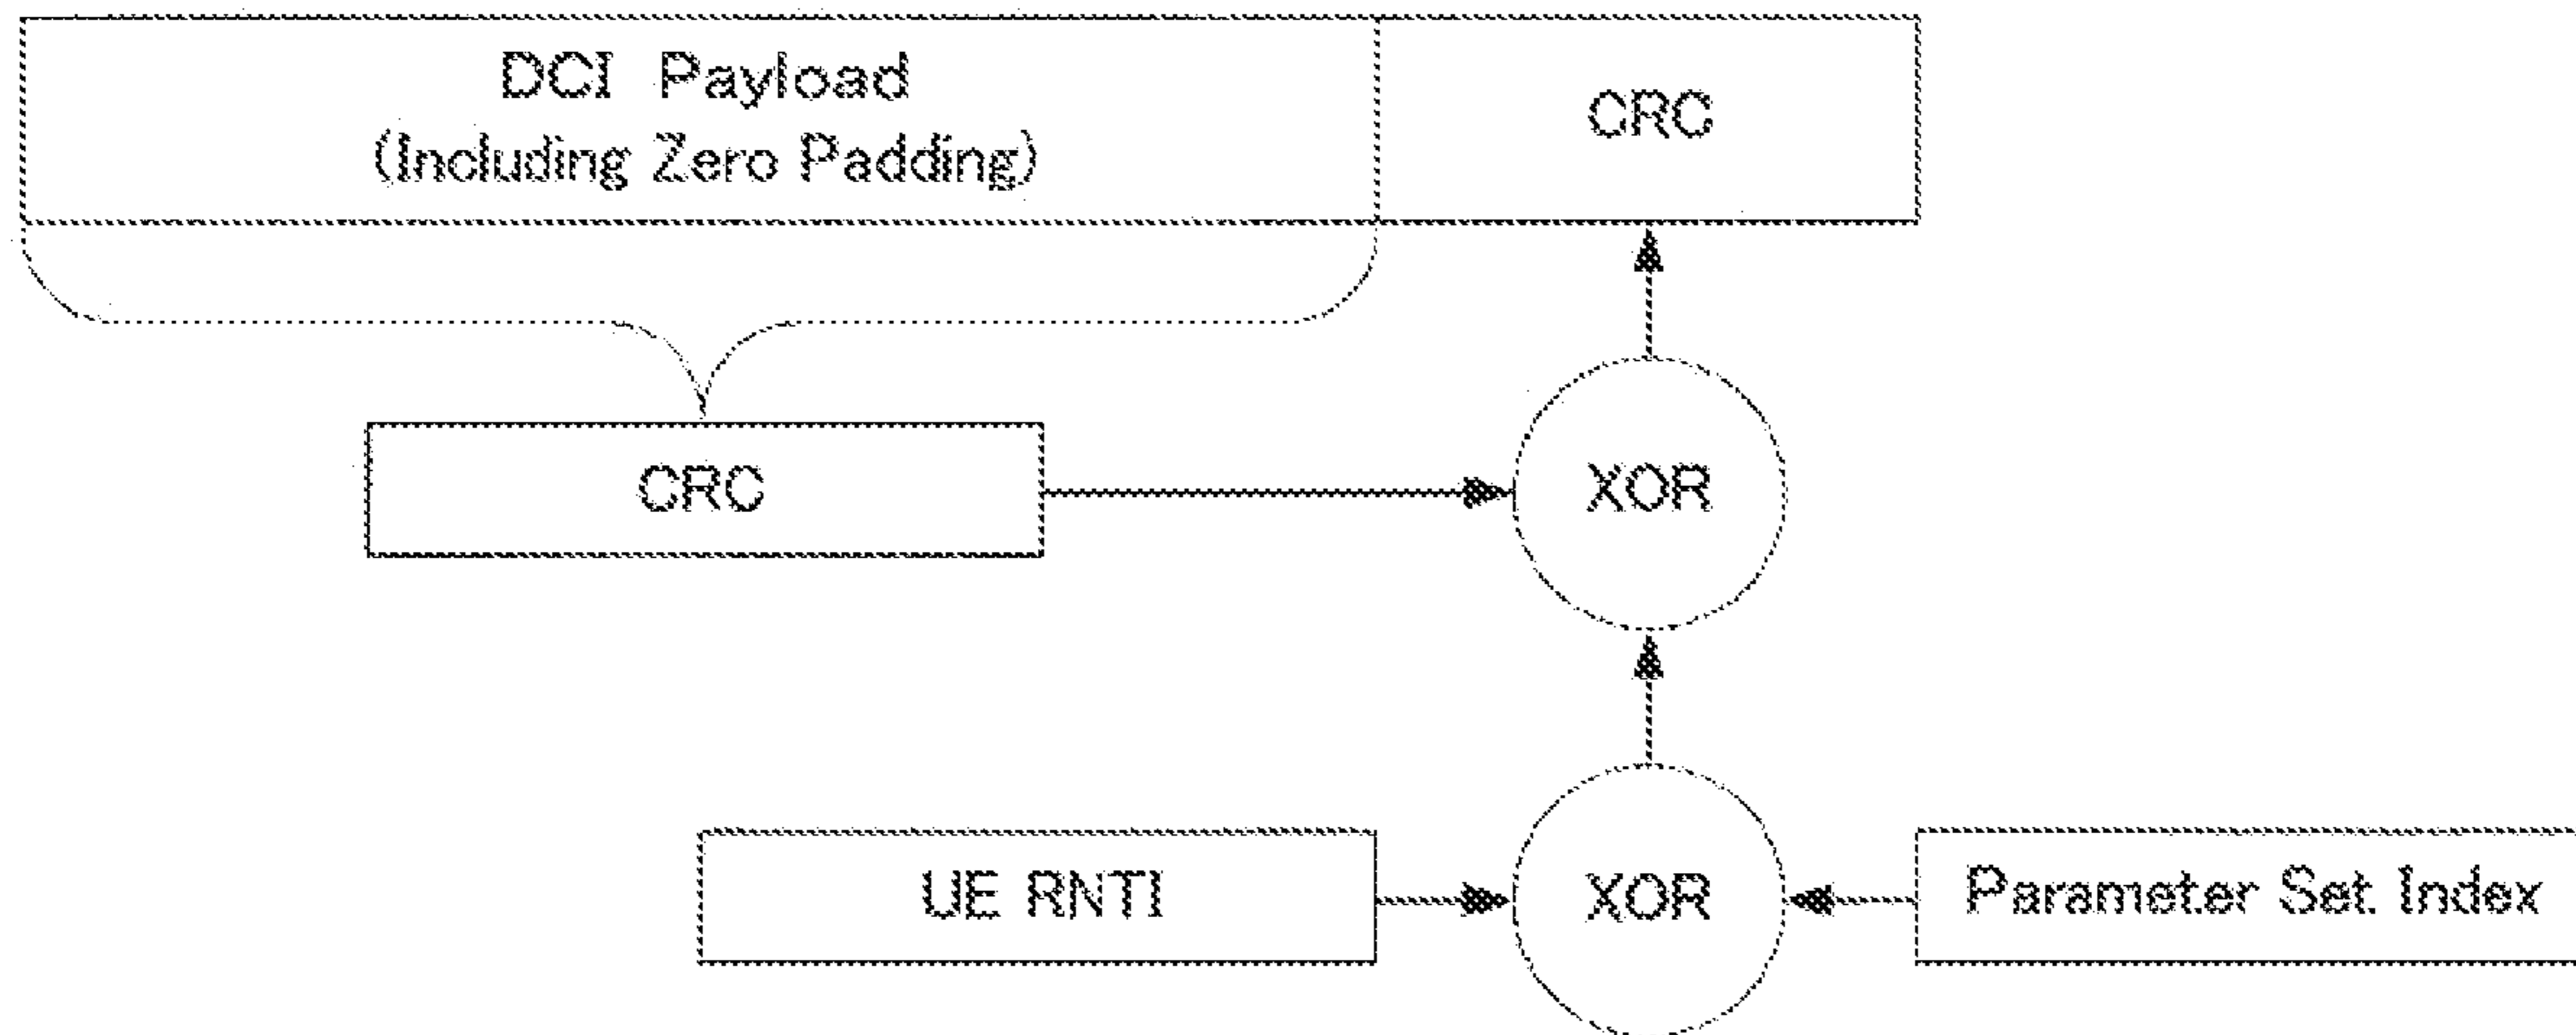 DCI Payload
(Including Zero Padding)
CRC
CRC
XOR
UE RNTI
XOR
Parameter Set Index